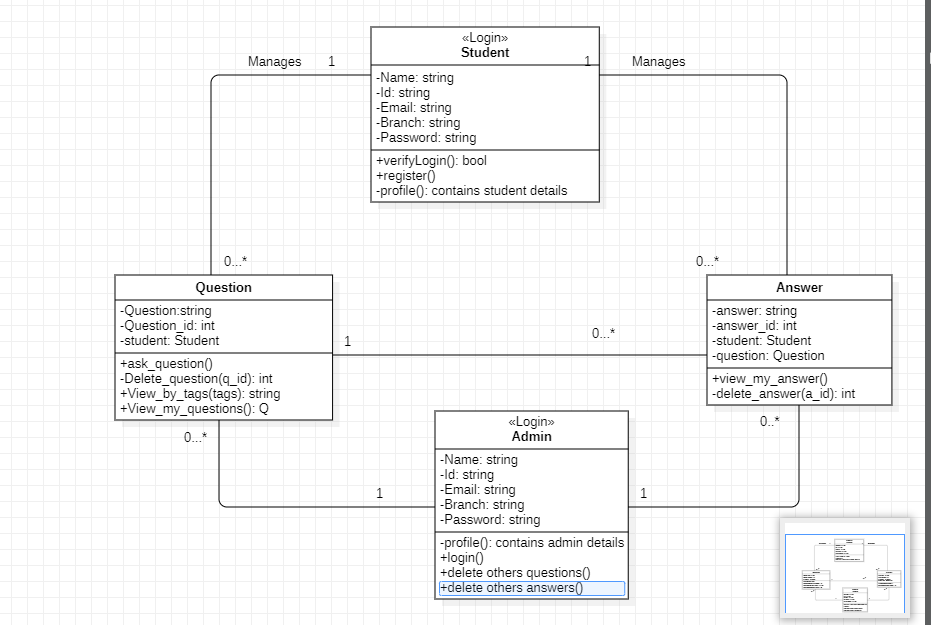 «Login»
Student
Manages 1
1 Manages
-Name: string
-Id: string
-Email: string
-Branch: string
-Password: string
+verifyLogin(): bool
+register()
-profile(): contains student details
0...*
0...*
Question
-Question:string
-Question_id: int
-student: Student
+ask_question()
-Delete_question(q_id): int
+View_by_tags(tags): string
+View_my_questions(): Q
1
0...*
Answer
-answer: string
-answer_id: int
-student: Student
-question: Question
+view_my_answer()
-delete_answer(a_id): int
0...*
0..*
«Login»
Admin
-Name: string
-Id: string
-Email: string
-Branch: string
-Password: string
-profile(): contains admin details
+login()
+delete others questions()
+delete others answers()
1
1